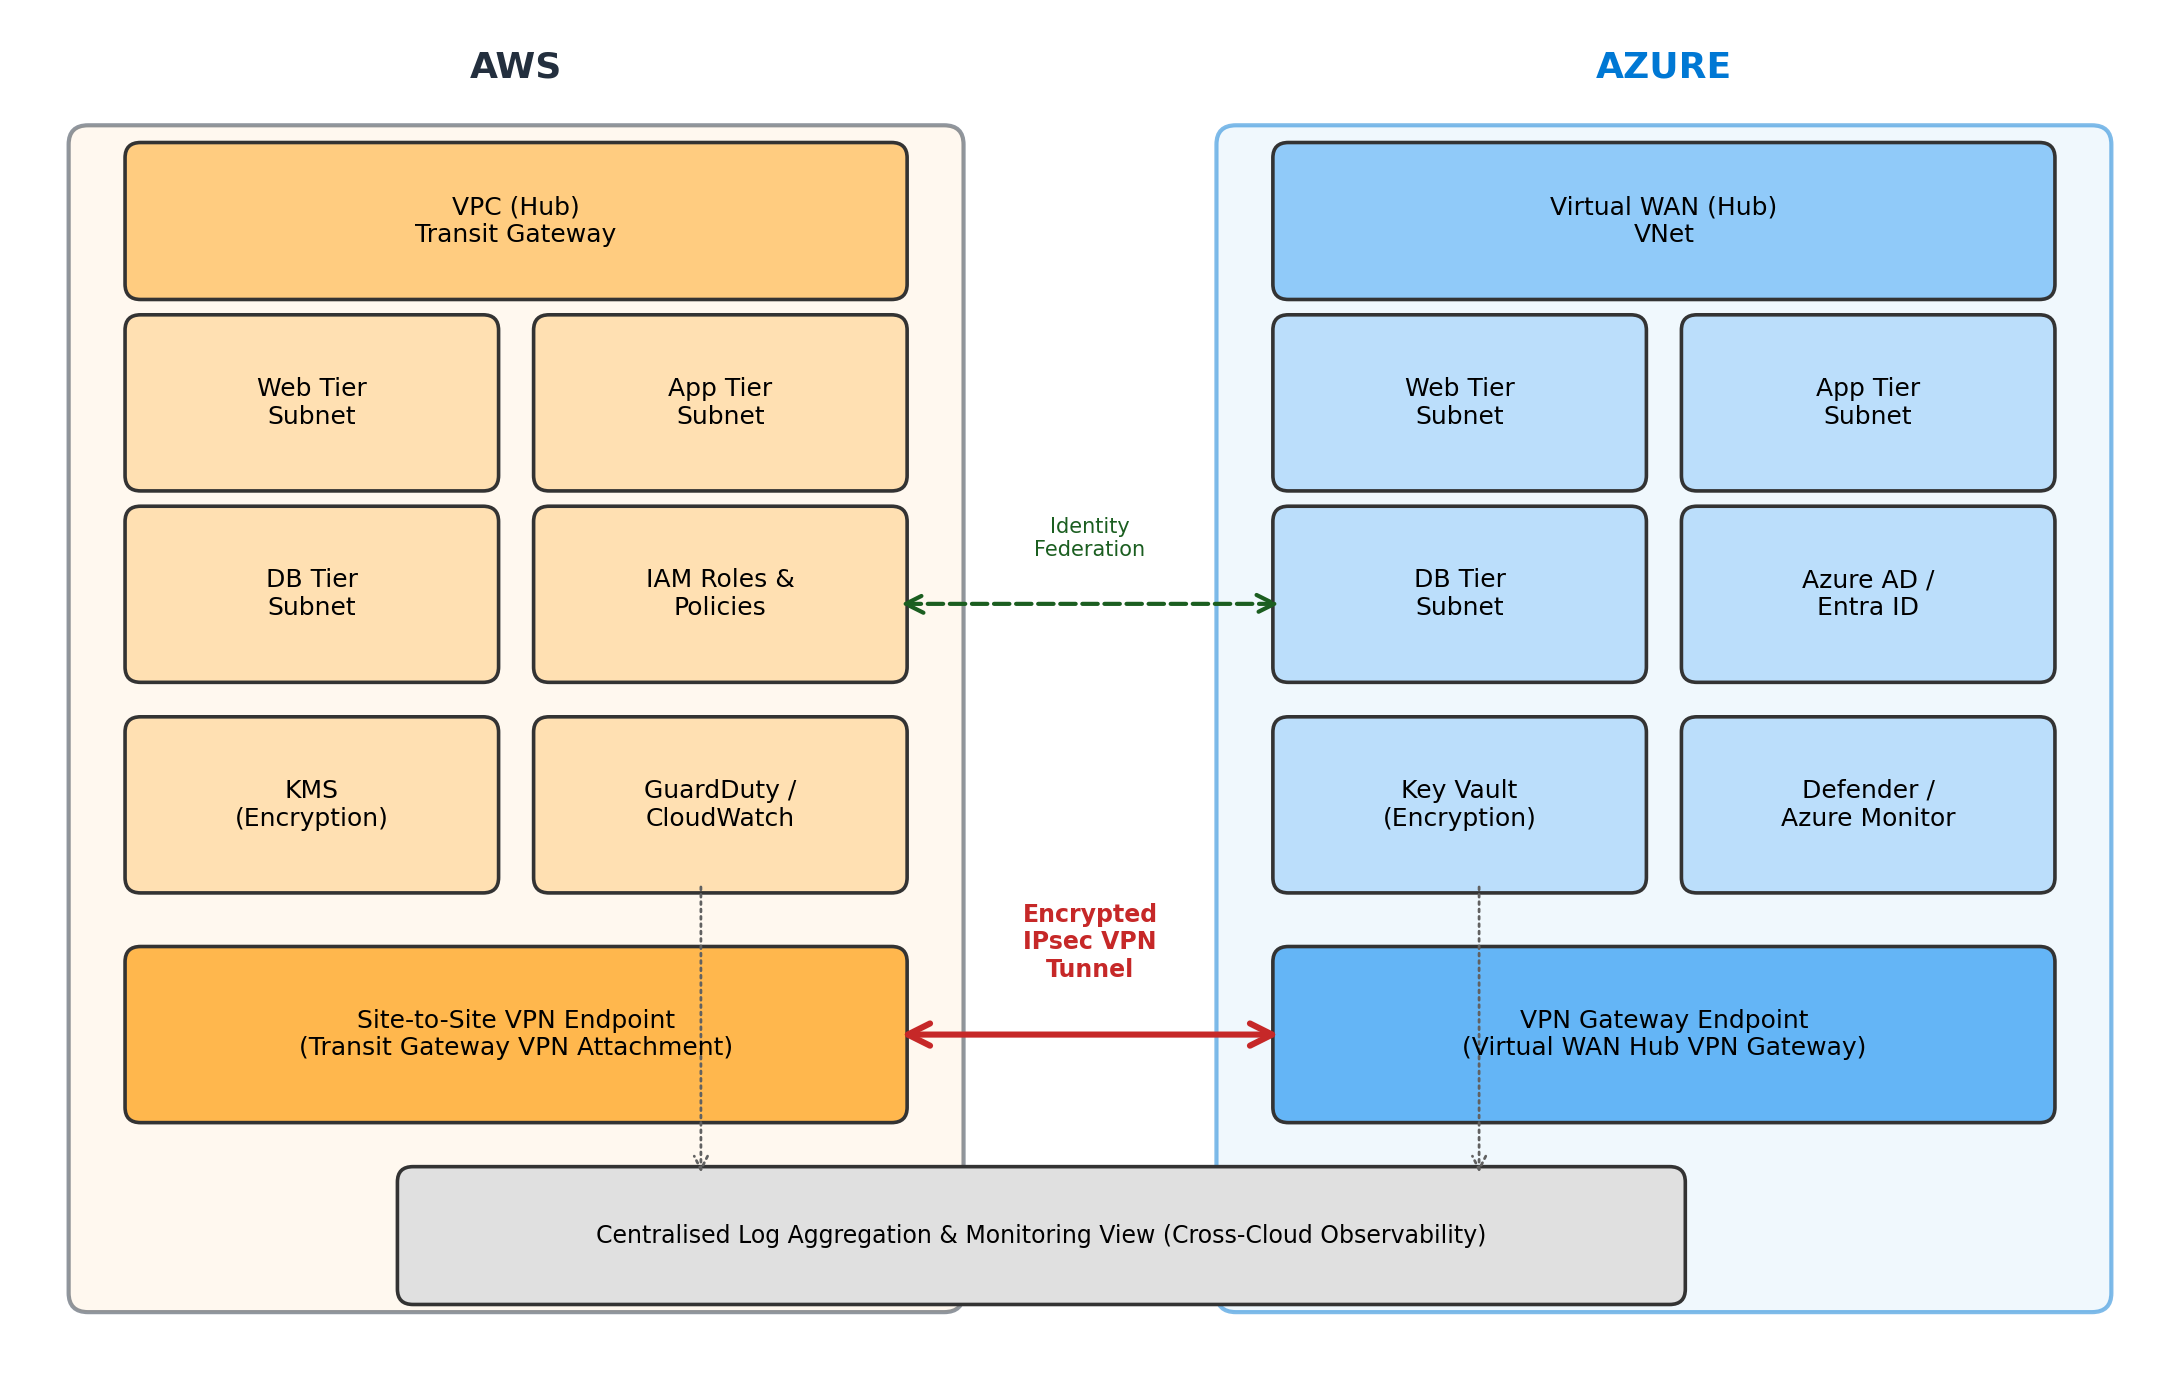 AWS
AZURE
VPC (Hub)
Transit Gateway
Virtual WAN (Hub)
VNet
Web Tier
Subnet
App Tier
Subnet
Web Tier
Subnet
App Tier
Subnet
Identity
Federation
DB Tier
Subnet
IAM Roles &
Policies
DB Tier
Subnet
Azure AD /
Entra ID
KMS
(Encryption)
GuardDuty /
CloudWatch
Key Vault
(Encryption)
Defender /
Azure Monitor
Encrypted
IPsec VPN
Tunnel
Site-to-Site VPN Endpoint
(Transit Gateway VPN Attachment)
VPN Gateway Endpoint
(Virtual WAN Hub VPN Gateway)
Centralised Log Aggregation & Monitoring View (Cross-Cloud Observability)